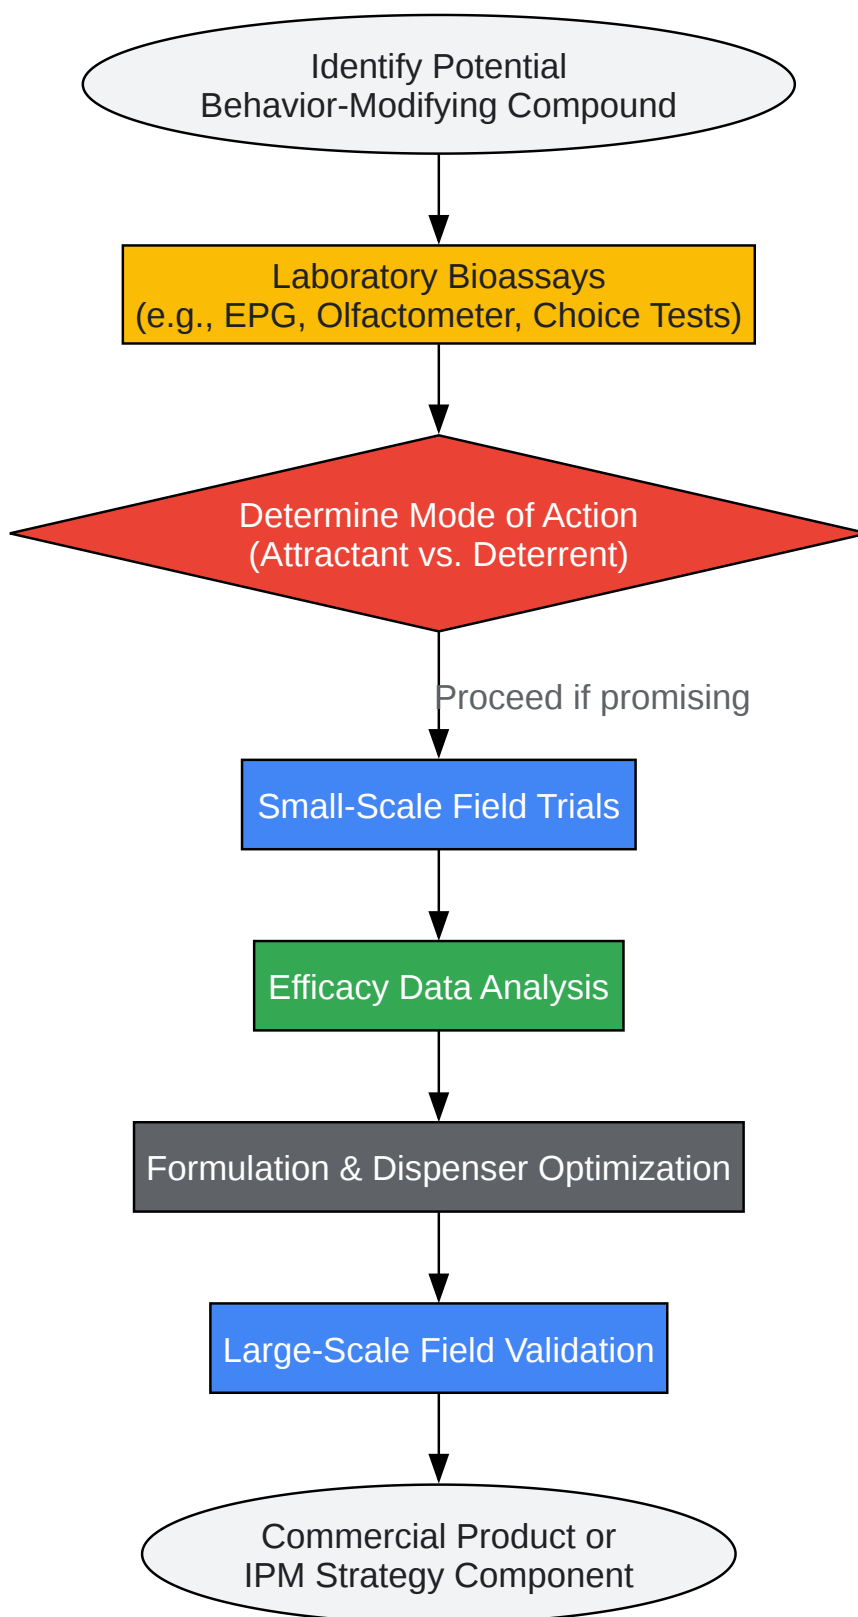 Identify Potential
Behavior-Modifying Compound
Laboratory Bioassays
(e.g., EPG, Olfactometer, Choice Tests)
Determine Mode of Action
(Attractant vs. Deterrent)
Proceed if promising
Small-Scale Field Trials
Efficacy Data Analysis
Formulation & Dispenser Optimization
Large-Scale Field Validation
Commercial Product or
IPM Strategy Component